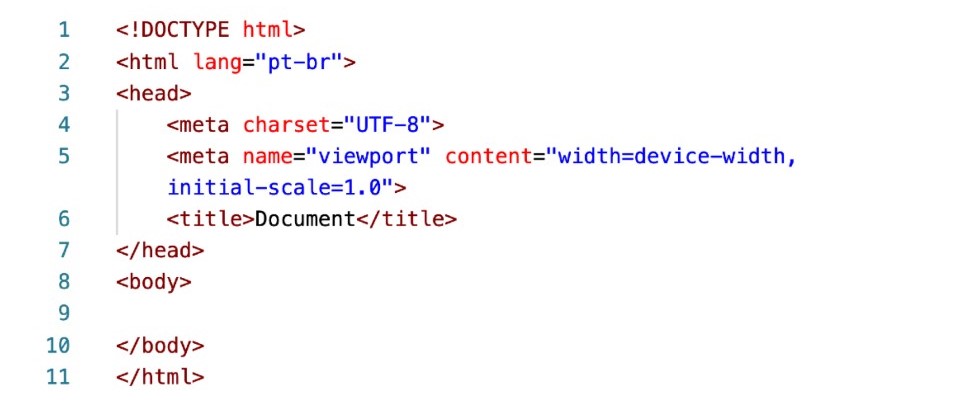 1 <!DOCTYPE html>
2 <html lang="pt-br">
3 <head>
4 <meta charset="UTF-8">
5 <meta name="viewport" content="width=device-width,
initial-scale=1.0">
6 <title>Document</title>
7 </head>
8 <body>
9
10 </body>
11 </html>